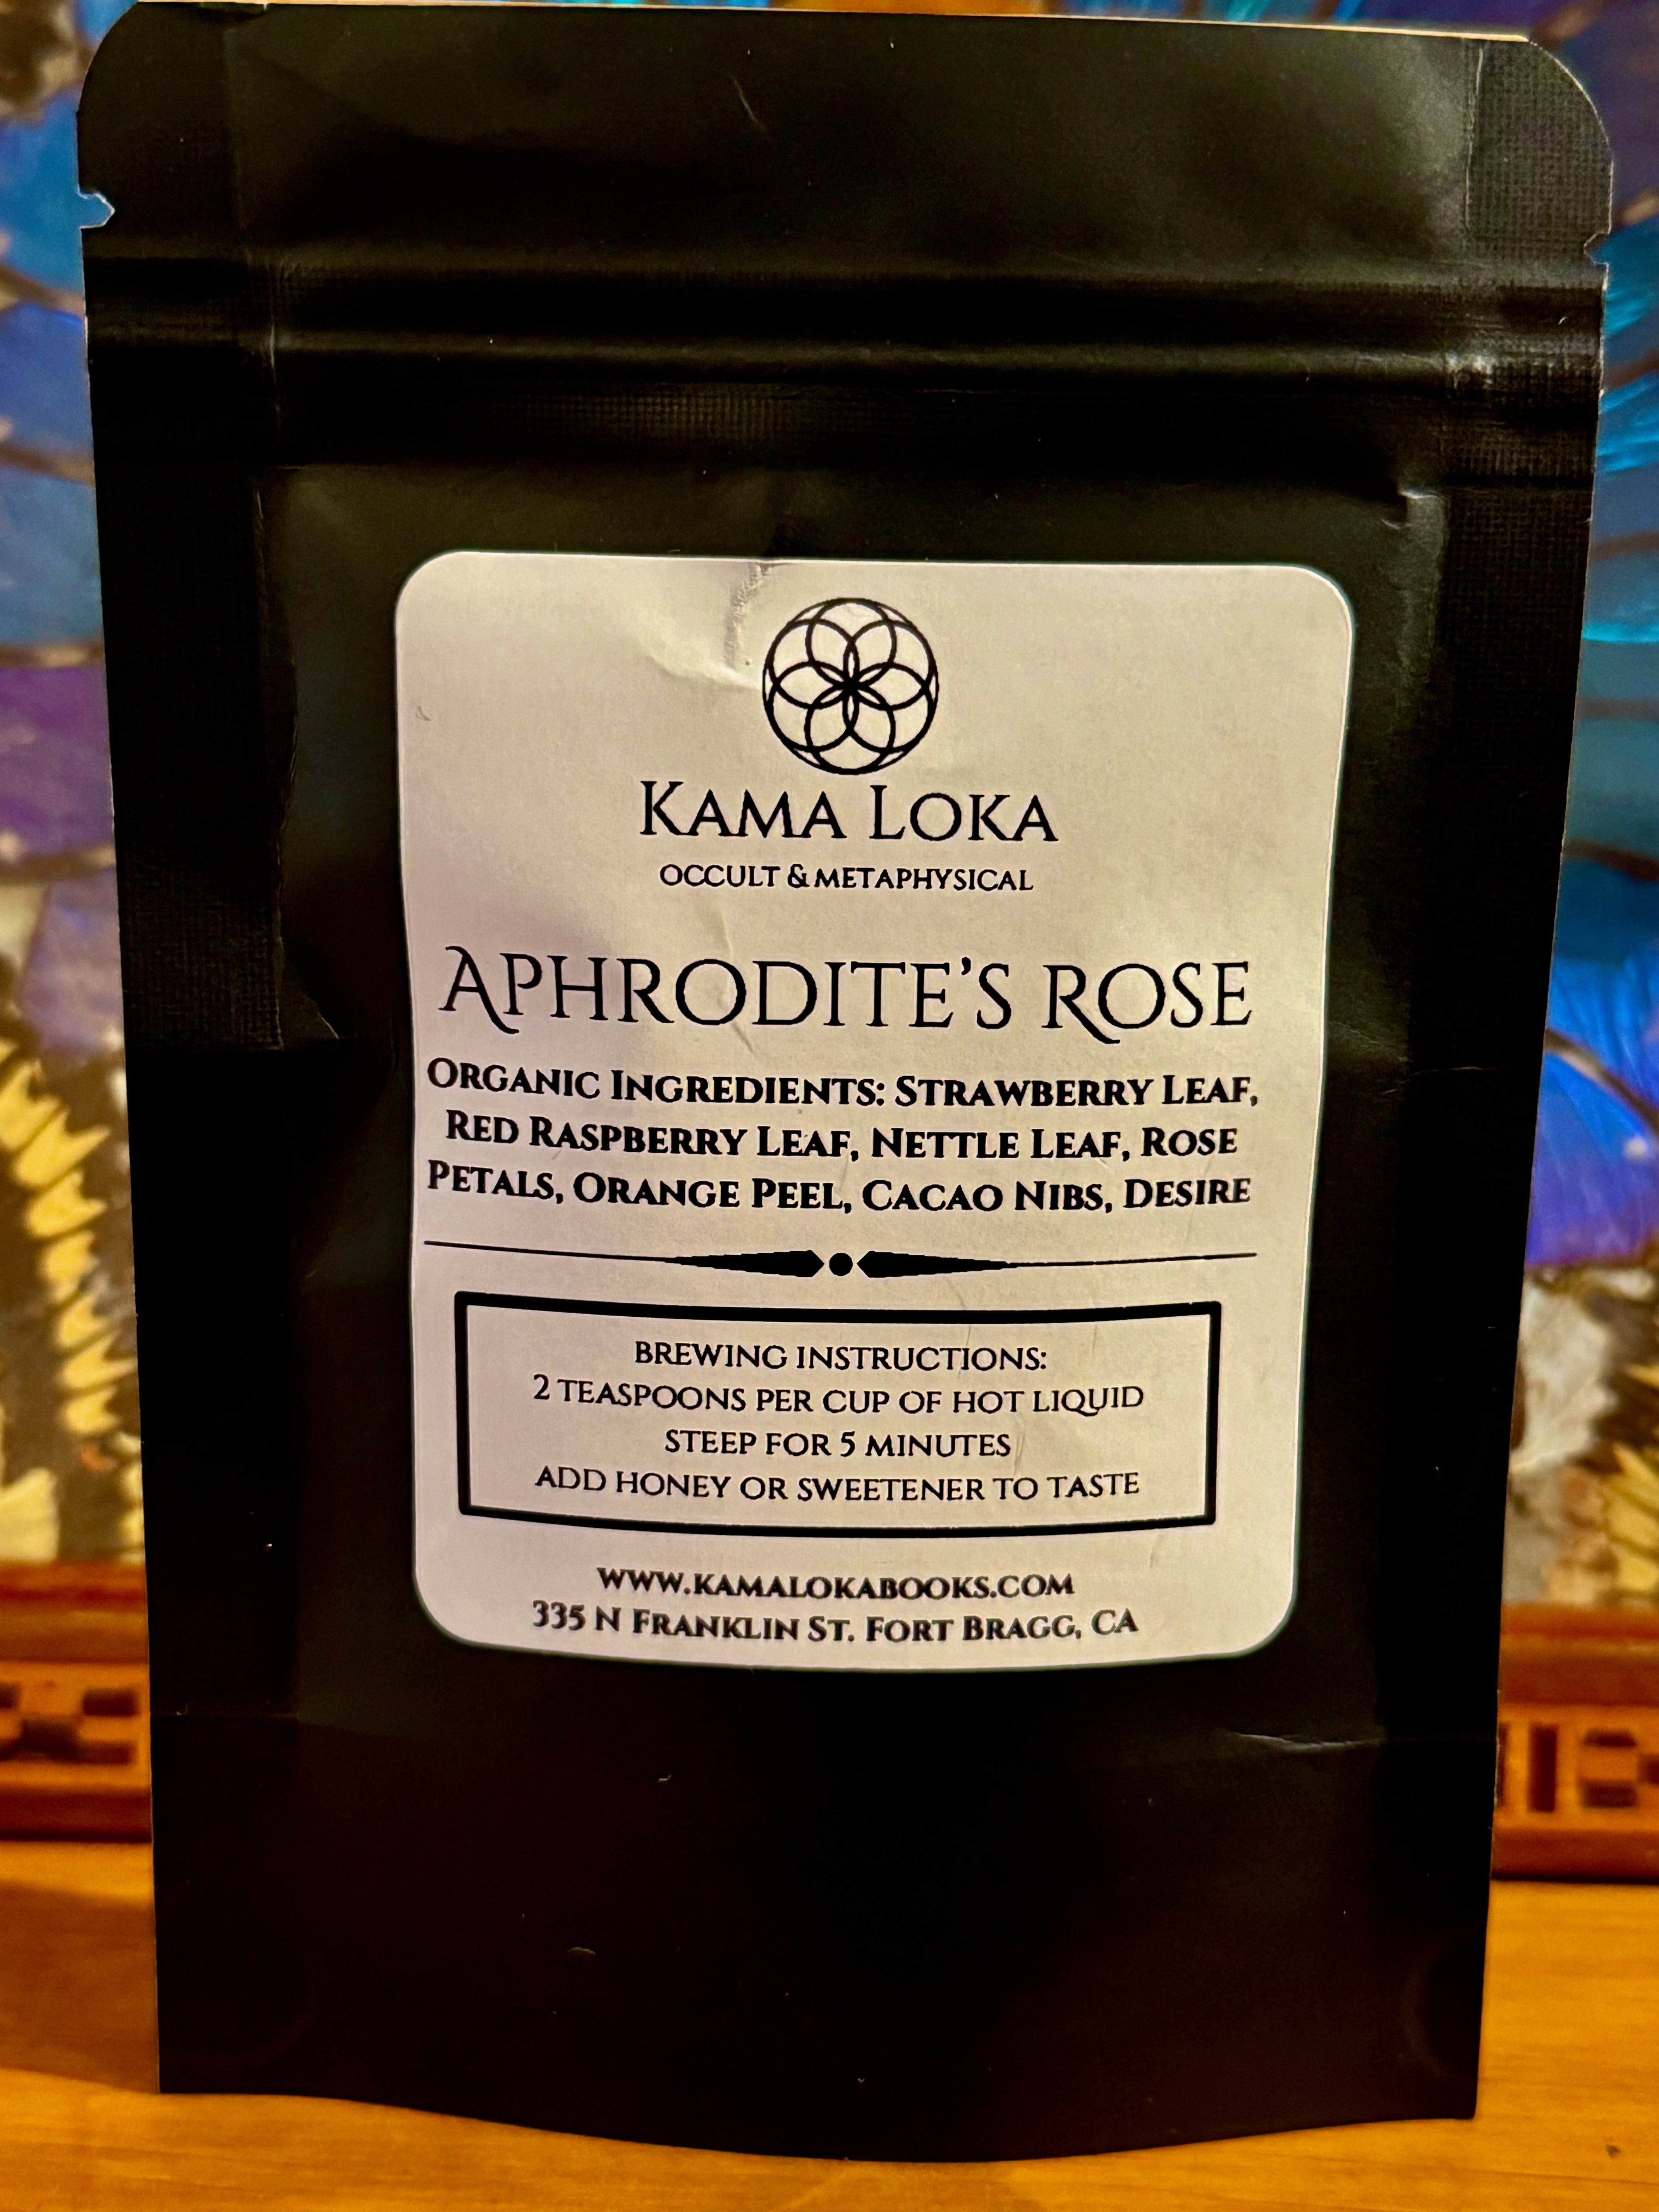 KAMA LOKA
OCCULT & METAPHYSICAL
APHRODITE'S ROSE
ORGANIC INGREDIENTS: STRAWBERRY LEAF,
RED RASPBERRY LEAF, NETTLE LEAF, ROSE
PETALS, ORANGE PEEL, CACAO NIBS, DESIRE
BREWING INSTRUCTIONS:
2 TEASPOONS PER CUP OF HOT LIQUID
STEEP FOR 5 MINUTES
ADD HONEY OR SWEETENER TO TASTE
WWW.KAMALOKABOOKS.COM
335 N FRANKLIN ST. FORT BRAGG, CA